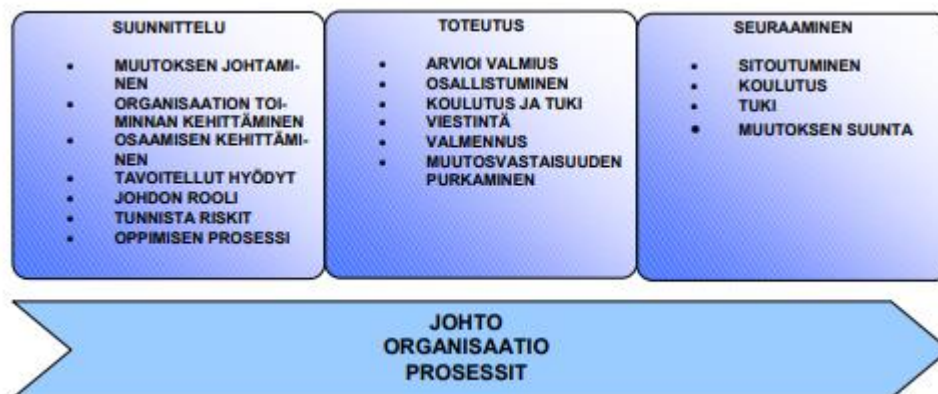 SUUNNITTELU
• MUUTOKSEN JOHTAMI-
NEN
• ORGANISAATION TOI-
MINNAN KEHITTÄMINEN
• OSAAMISEN KEHITTÄMI-
NEN
• TAVOITELLUT HYÖDYT
• JOHDON ROOLI
• TUNNISTA RISKIT
• OPPIMISEN PROSESSI
TOTEUTUS
• ARVIOI VALMIUS
• OSALLISTUMINEN
• KOULUTUS JA TUKI
• VIESTINTÄ
• VALMENNUS
• MUUTOSVASTAISUUDEN
PURKAMINEN
SEURAAMINEN
• SITOUTUMINEN
• KOULUTUS
• TUKI
• MUUTOKSEN SUUNTA
JOHTO
ORGANISAATIO
PROSESSIT